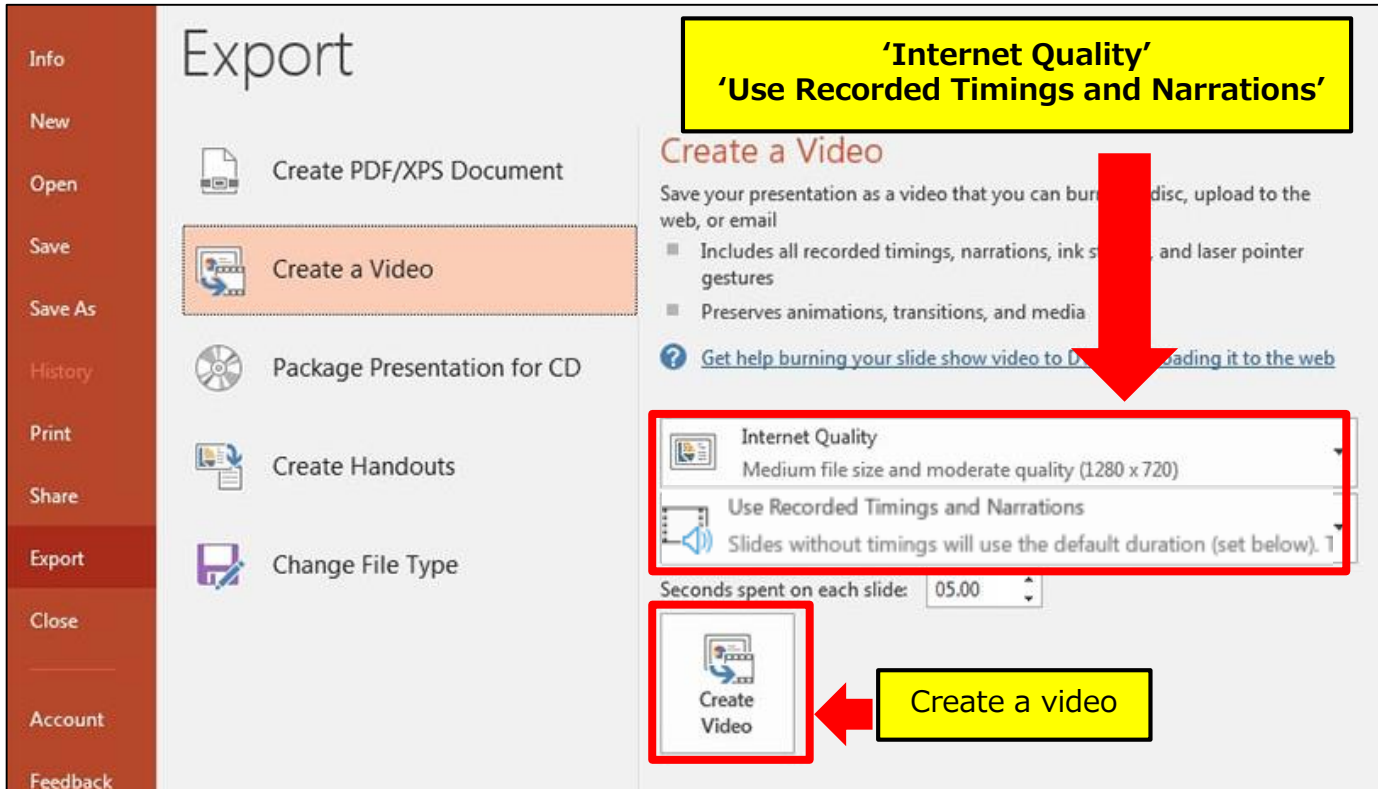 Info
New
Open
Save
Save As
History
Print
Share
Export
Close
Account
Feedback
Export
Create PDF/XPS Document
Create a Video
Package Presentation for CD
Create Handouts
Change File Type
‘Internet Quality’
‘Use Recorded Timings and Narrations’
Create a Video
Save your presentation as a video that you can bur disc, upload to the
web, or email
Includes all recorded timings, narrations, ink s , and laser pointer
gestures
Preserves animations, transitions, and media
Get help burning your slide show video to D oading it to the web
Internet Quality
Medium file size and moderate quality (1280 x 720)
Use Recorded Timings and Narrations
Slides without timings will use the default duration (set below). T
Seconds spent on each slide: 05.00
Create
Video
Create a video